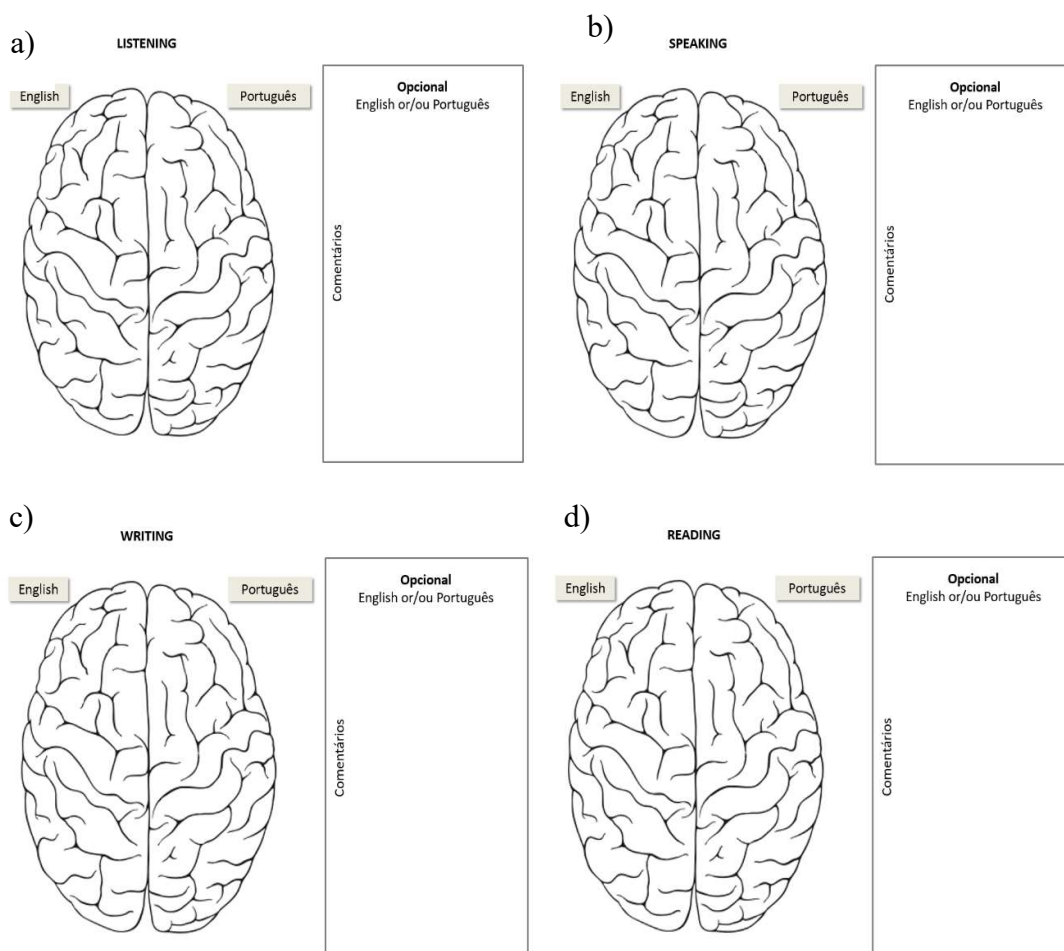 a)
LISTENING
English
Português
Opcional
English or/ou Português
Comentários
b)
SPEAKING
English
Português
Opcional
English or/ou Português
Comentários
c)
WRITING
English
Português
Opcional
English or/ou Português
Comentários
d)
READING
English
Português
Opcional
English or/ou Português
Comentários